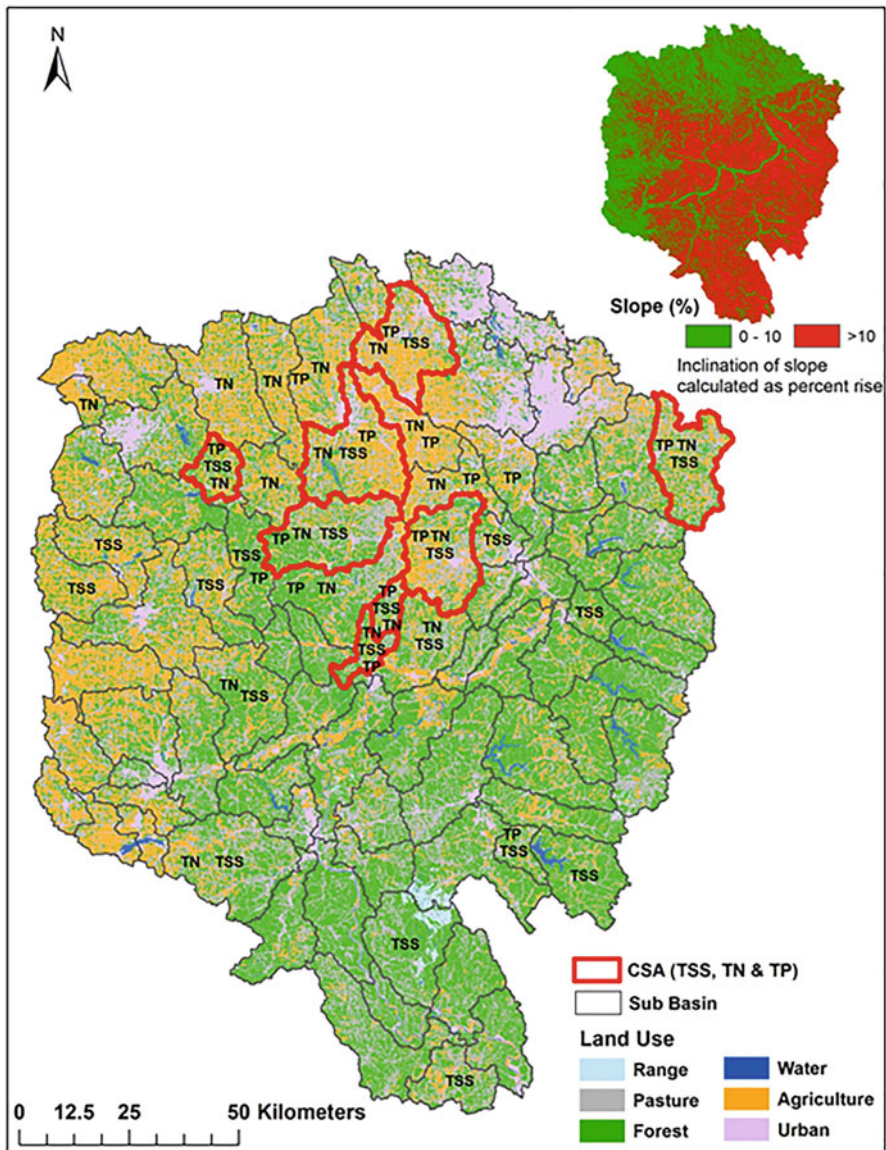 N
Slope (%)
0 - 10
>10
Inclination of slope
calculated as percent rise
TP
TN
TSS
TN
TN
TN
TP
TN
TN
TP
TSS
TN
TN
TP
TN
TSS
TN
TP
TN
TP
TP
TP TN
TSS
TSS
TSS
TSS
TSS
TP
TN
TSS
TP
TN
TP TN
TSS
TSS
TP
TSS
TN
TN
TSS
TP
TN
TSS
TSS
TN
TSS
TN
TSS
TP
TSS
TSS
TSS
TSS
CSA (TSS, TN & TP)
Sub Basin
Land Use
Range
Water
Pasture
Agriculture
Forest
Urban
0 12.5 25 50 Kilometers